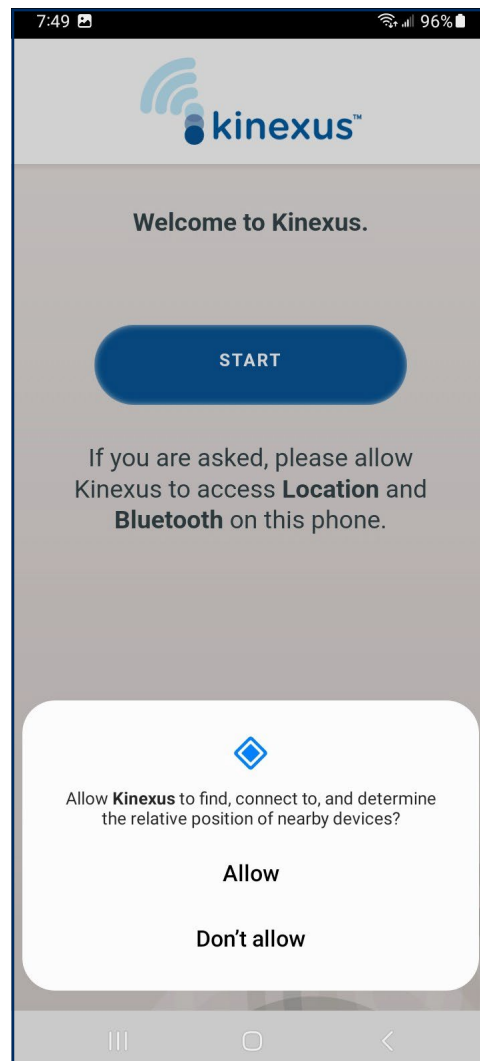 7:49 96%
kinexus™
Welcome to Kinexus.
START
If you are asked, please allow
Kinexus to access Location and
Bluetooth on this phone.
Allow Kinexus to find, connect to, and determine
the relative position of nearby devices?
Allow
Don't allow